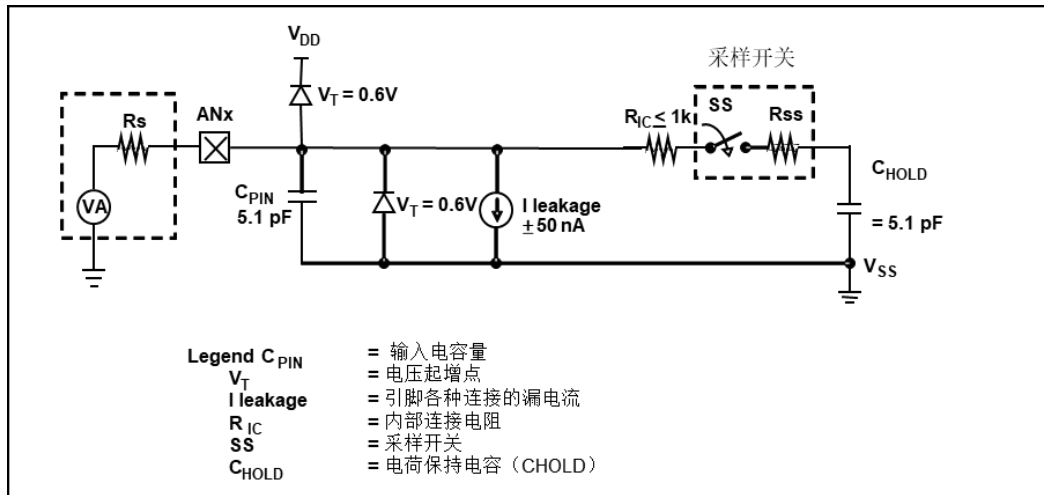 V_DD
采样开关
V_T = 0.6V
ANx
Rs
R_IC ≤ 1k
SS
Rss
VA
C_PIN
5.1 pF
V_T = 0.6V
I leakage
± 50 nA
C_HOLD
= 5.1 pF
V_SS
Legend C_PIN = 输入电容量
V_T = 电压起增点
I leakage = 引脚各种连接的漏电流
R_IC = 内部连接电阻
SS = 采样开关
C_HOLD = 电荷保持电容（CHOLD）